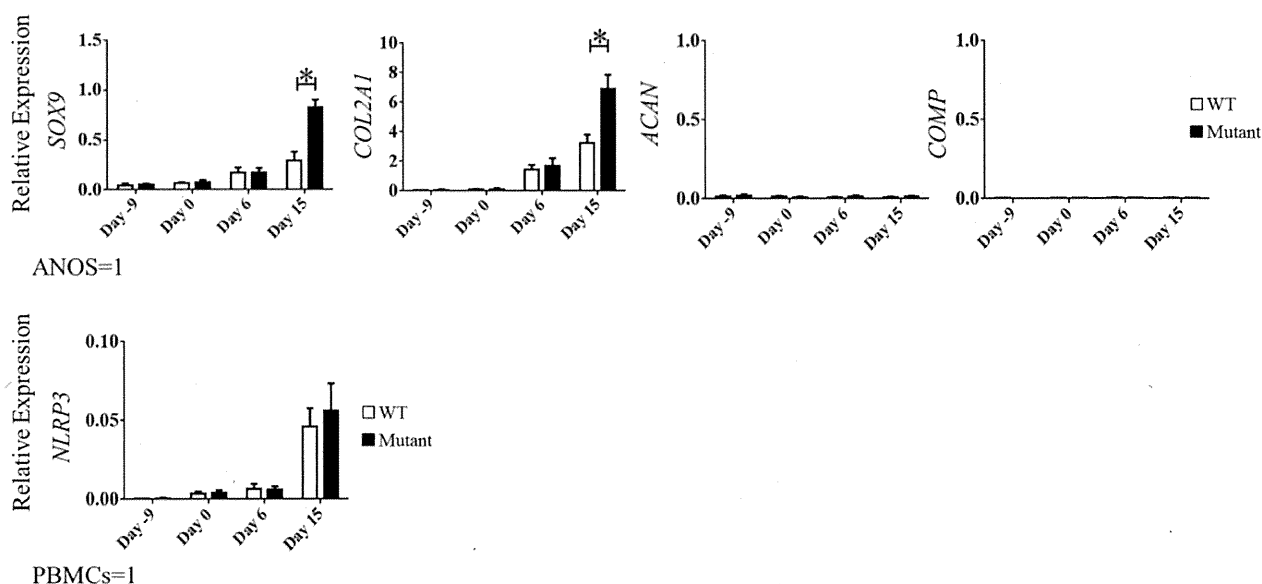 Relative Expression
SOX9
1.5
1.0
0.5
0.0
*
Day -9
Day 0
Day 6
Day 15
COL2A1
10
8
6
4
2
0
*
Day -9
Day 0
Day 6
Day 15
ACAN
1.0
0.5
0.0
Day -9
Day 0
Day 6
Day 15
COMP
1.0
0.5
0.0
Day -9
Day 0
Day 6
Day 15
WT
Mutant
ANOS=1
Relative Expression
NLRP3
0.10
0.05
0.00
Day -9
Day 0
Day 6
Day 15
WT
Mutant
PBMCs=1